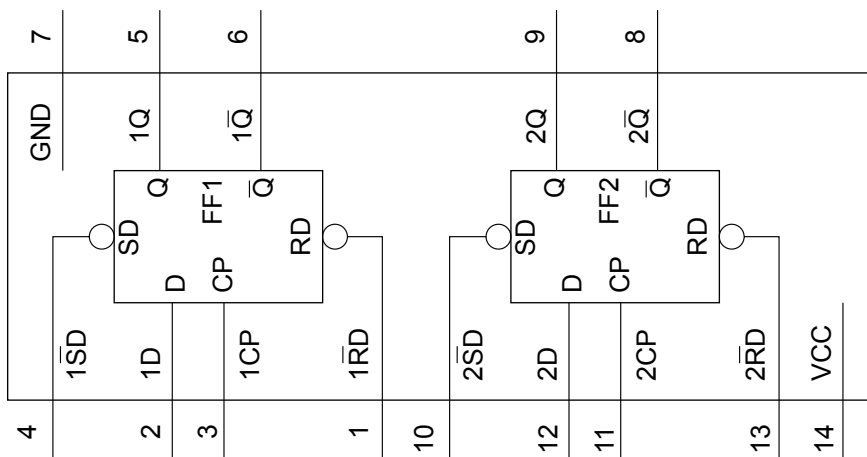 7
5
6
9
8
GND
1Q
1Q̅
2Q
2Q̅
Q
FF1
Q̅
SD
RD
D
CP
Q
FF2
Q̅
SD
RD
D
CP
1S̅D
1D
1CP
1R̅D
2S̅D
2D
2CP
2R̅D
VCC
4
2
3
1
10
12
11
13
14